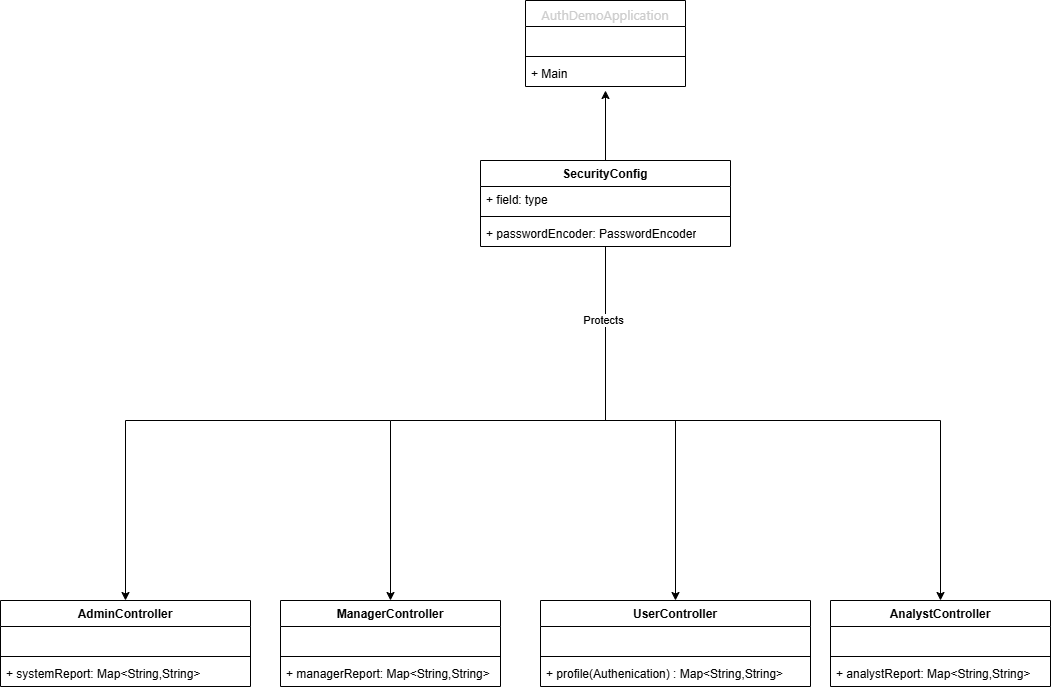 AuthDemoApplication
+ Main
SecurityConfig
+ field: type
+ passwordEncoder: PasswordEncoder
Protects
AdminController
+ systemReport: Map<String,String>
ManagerController
+ managerReport: Map<String,String>
UserController
+ profile(Authenication) : Map<String,String>
AnalystController
+ analystReport: Map<String,String>